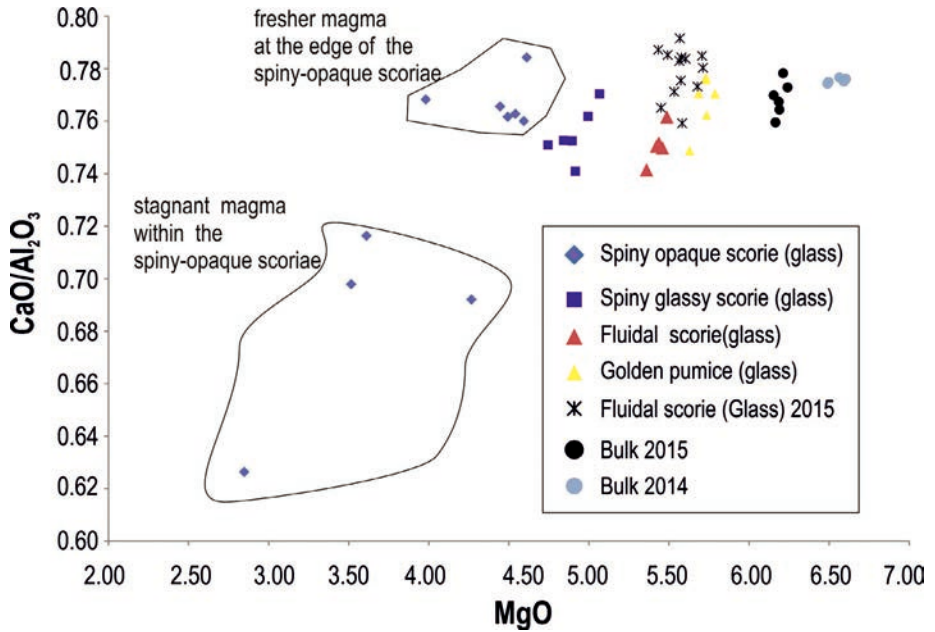 0.80
0.78
0.76
0.74
0.72
0.70
0.68
0.66
0.64
0.62
0.60
CaO/Al₂O₃
fresher magma
at the edge of the
spiny-opaque scoriae
stagnant magma
within the
spiny-opaque scoriae
Spiny opaque scorie (glass)
Spiny glassy scorie (glass)
Fluidal scorie(glass)
Golden pumice (glass)
Fluidal scorie (Glass) 2015
Bulk 2015
Bulk 2014
2.00 2.50 3.00 3.50 4.00 4.50 5.00 5.50 6.00 6.50 7.00
MgO